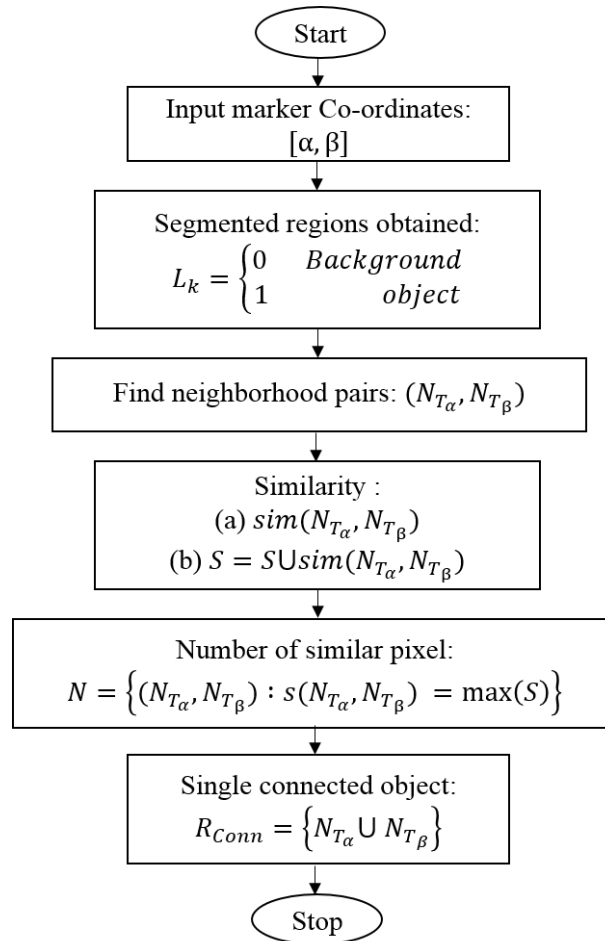 Start
Input marker Co-ordinates:
[α, β]
Segmented regions obtained:
L_k = {0 Background
1 object
Find neighborhood pairs: (N_{T_α}, N_{T_β})
Similarity :
(a) sim(N_{T_α}, N_{T_β})
(b) S = S∪sim(N_{T_α}, N_{T_β})
Number of similar pixel:
N = {(N_{T_α}, N_{T_β}) : s(N_{T_α}, N_{T_β}) = max(S)}
Single connected object:
R_{Conn} = {N_{T_α} ∪ N_{T_β}}
Stop